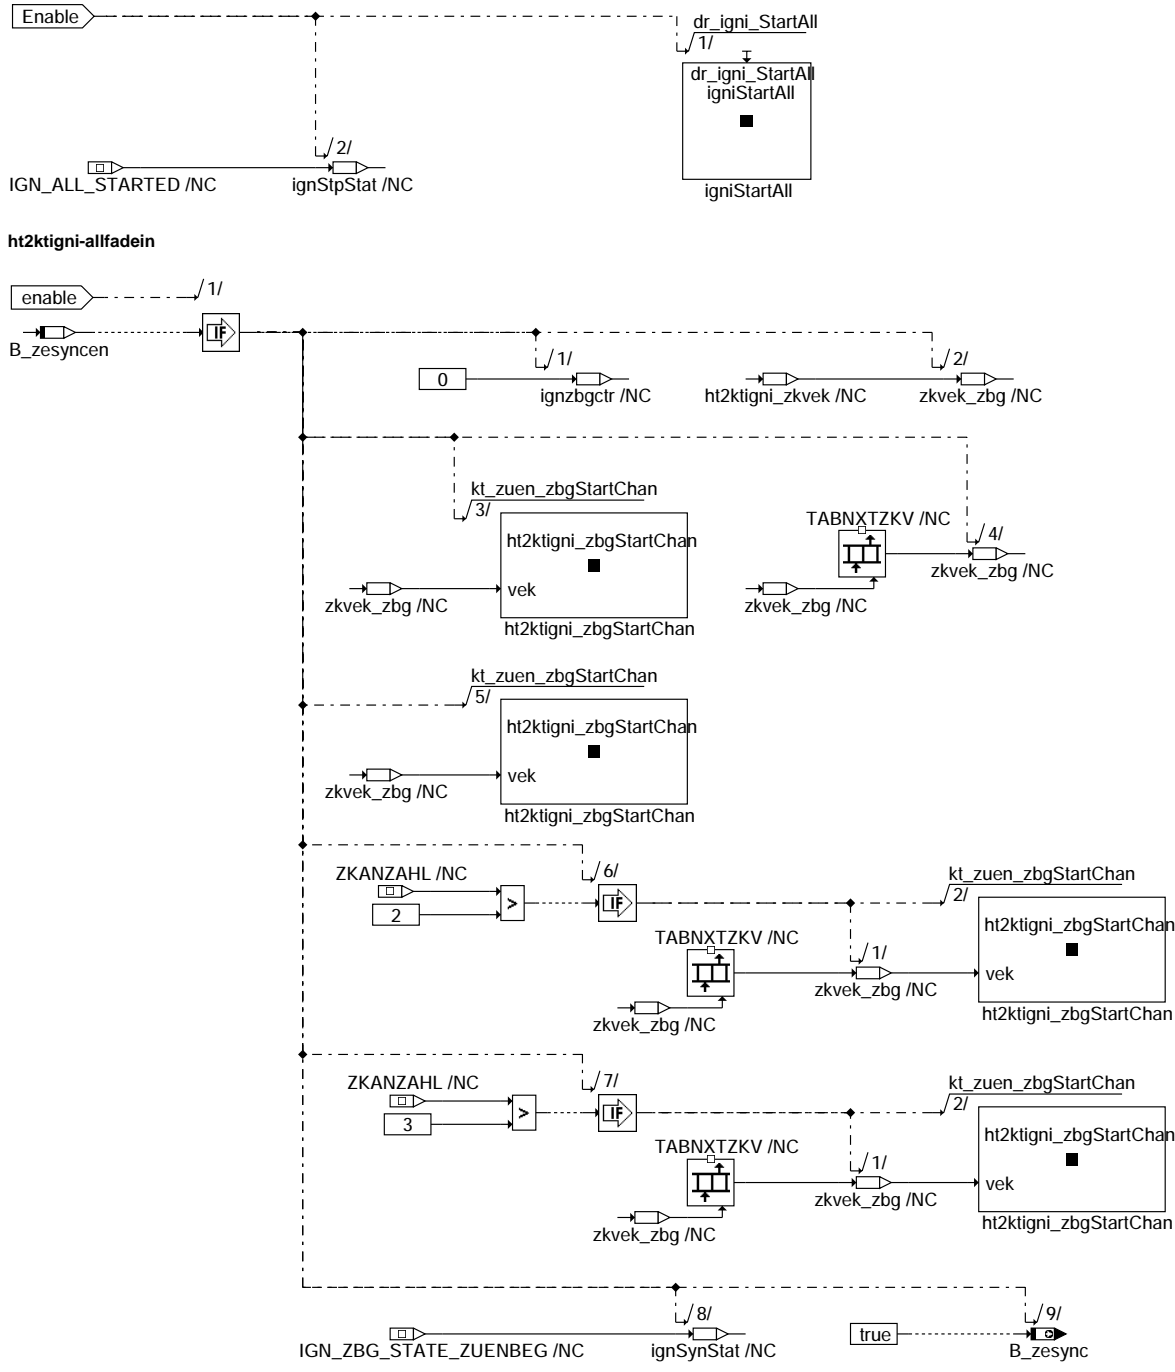 Enable
dr_igni_StartAll
1/
dr_igni_StartAll
igniStartAll
2/
IGN_ALL_STARTED /NC
ignStpStat /NC
igniStartAll
ht2ktigni-allfadein
enable
1/
B_zesyncen
IF
1/
2/
0
ignzbgctr /NC
ht2ktigni_zkvek /NC
zkvek_zbg /NC
kt_zuen_zbgStartChan
3/
TABNXTZKV /NC
4/
ht2ktigni_zbgStartChan
vek
zkvek_zbg /NC
zkvek_zbg /NC
zkvek_zbg /NC
ht2ktigni_zbgStartChan
kt_zuen_zbgStartChan
5/
ht2ktigni_zbgStartChan
vek
zkvek_zbg /NC
ht2ktigni_zbgStartChan
ZKANZAHL /NC
6/
kt_zuen_zbgStartChan
2/
2
>
IF
ht2ktigni_zbgStartChan
TABNXTZKV /NC
1/
vek
zkvek_zbg /NC
zkvek_zbg /NC
ht2ktigni_zbgStartChan
ZKANZAHL /NC
7/
kt_zuen_zbgStartChan
2/
3
>
IF
ht2ktigni_zbgStartChan
TABNXTZKV /NC
1/
vek
zkvek_zbg /NC
zkvek_zbg /NC
ht2ktigni_zbgStartChan
8/
9/
true
IGN_ZBG_STATE_ZUENBEG /NC
ignSynStat /NC
B_zesync